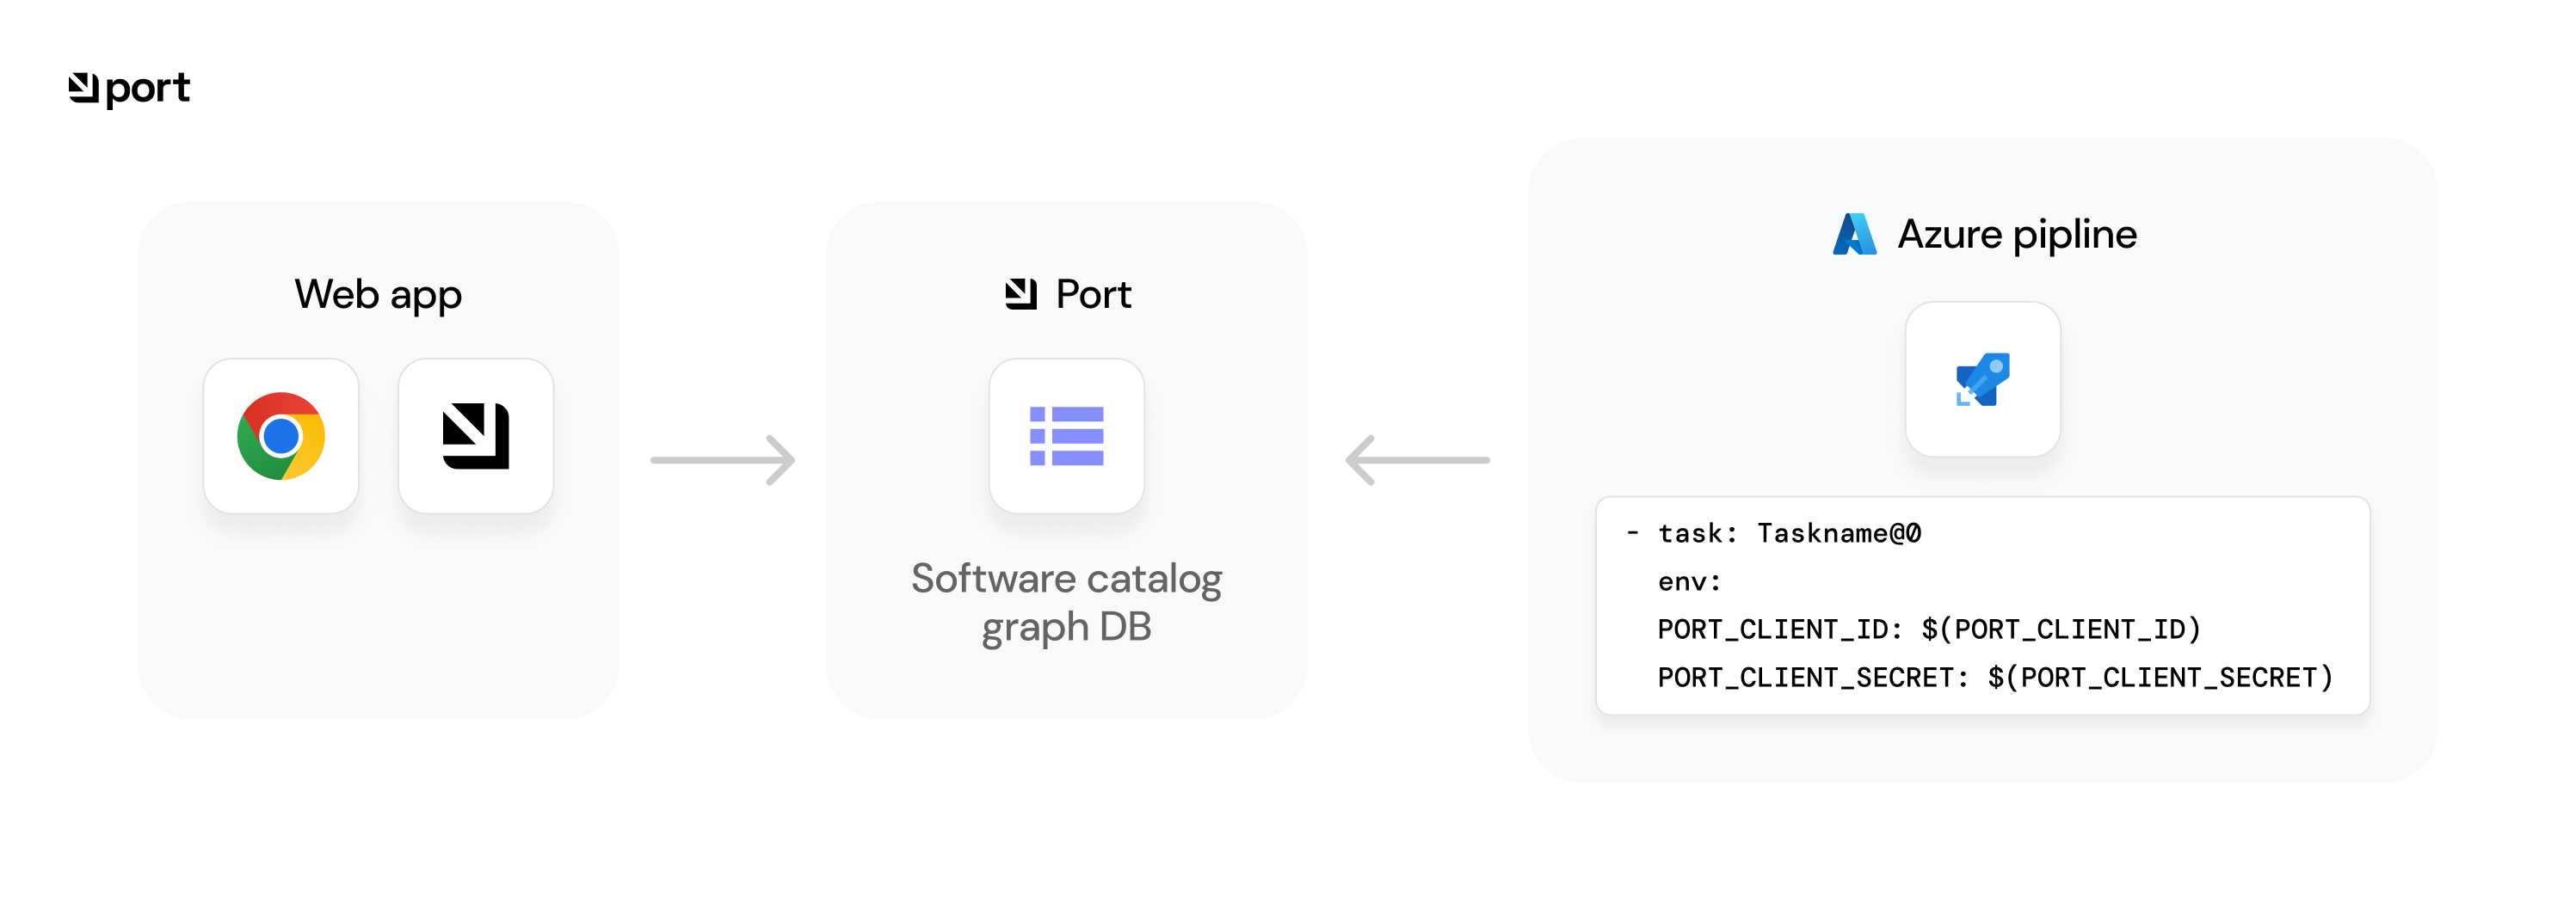 port
Web app
Port
Software catalog
graph DB
Azure pipline
- task: Taskname@0
env:
PORT_CLIENT_ID: $(PORT_CLIENT_ID)
PORT_CLIENT_SECRET: $(PORT_CLIENT_SECRET)